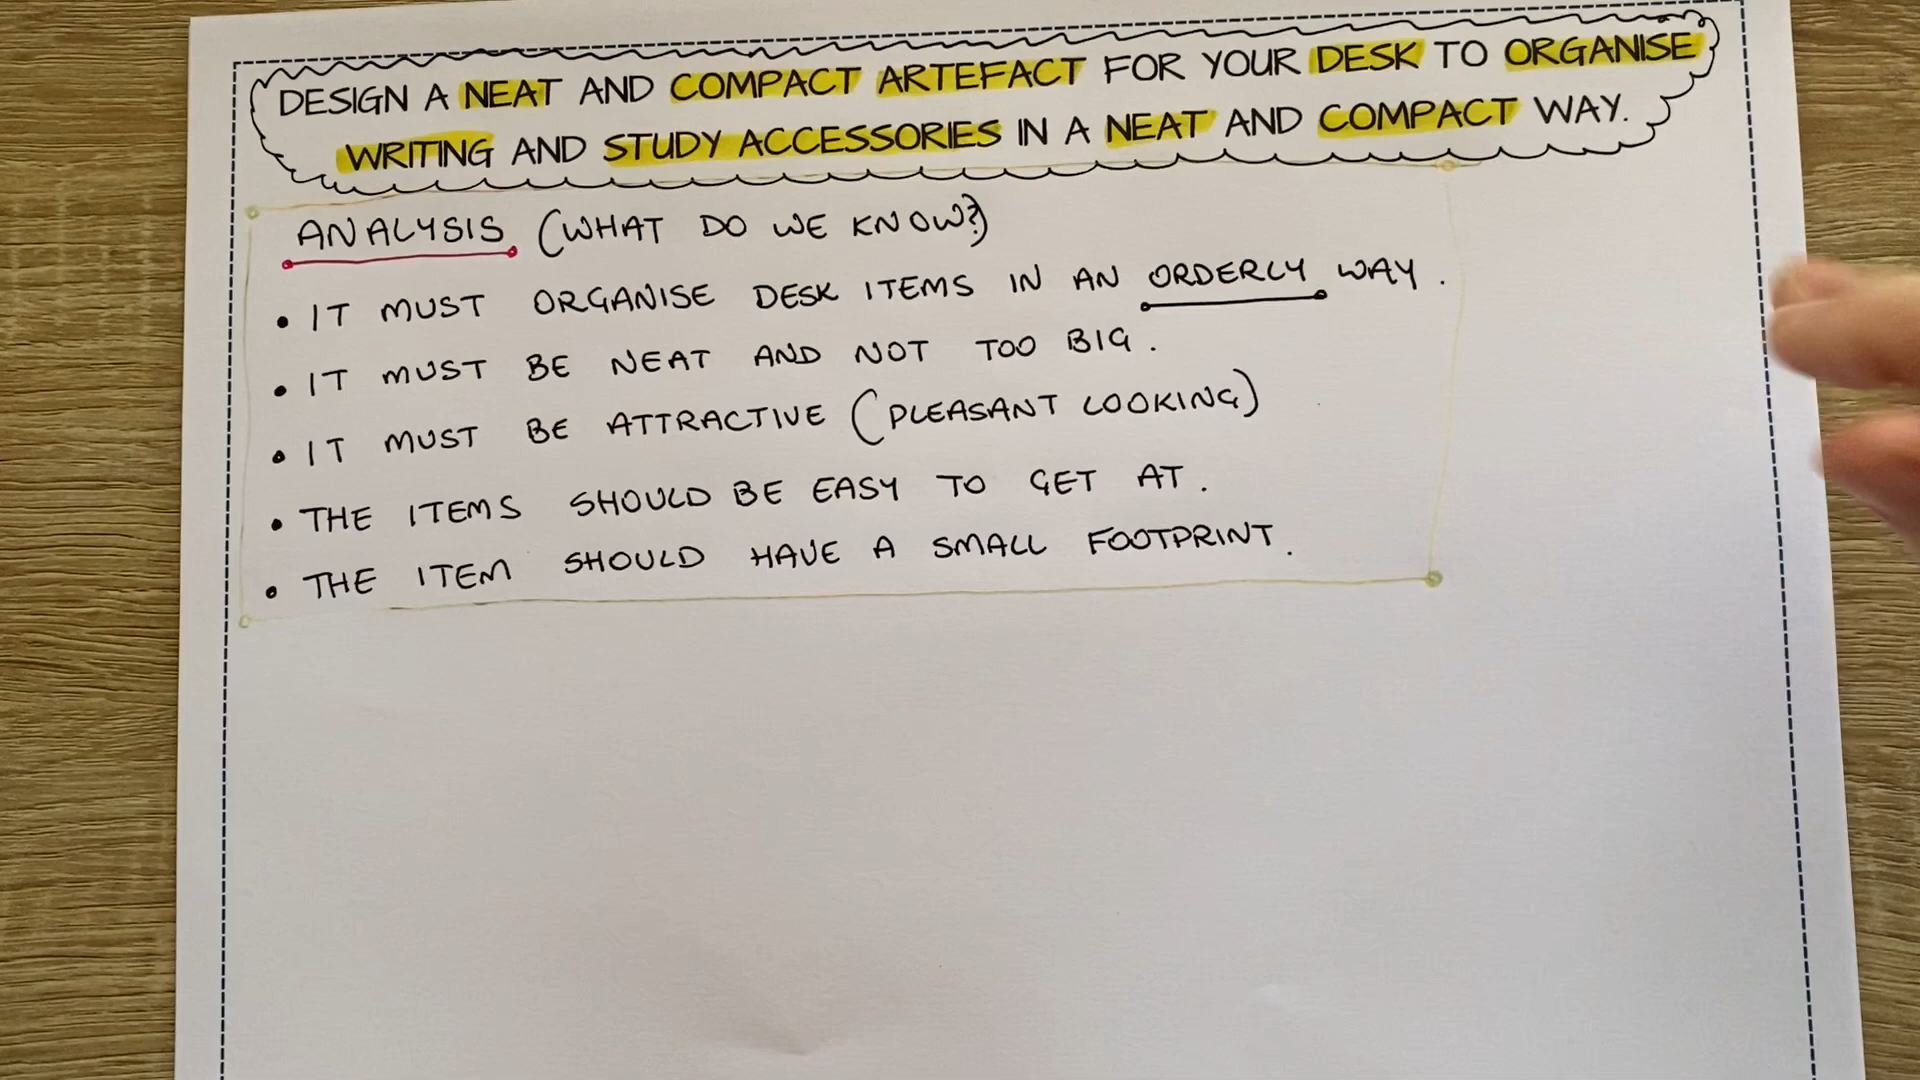 DESIGN A NEAT AND COMPACT ARTEFACT FOR YOUR DESK TO ORGANISE
WRITING AND STUDY ACCESSORIES IN A NEAT AND COMPACT WAY.
ANALYSIS (WHAT DO WE KNOW?)
• IT MUST ORGANISE DESK ITEMS IN AN ORDERLY WAY.
• IT MUST BE NEAT AND NOT TOO BIG.
• IT MUST BE ATTRACTIVE (PLEASANT LOOKING)
• THE ITEMS SHOULD BE EASY TO GET AT.
• THE ITEM SHOULD HAVE A SMALL FOOTPRINT.